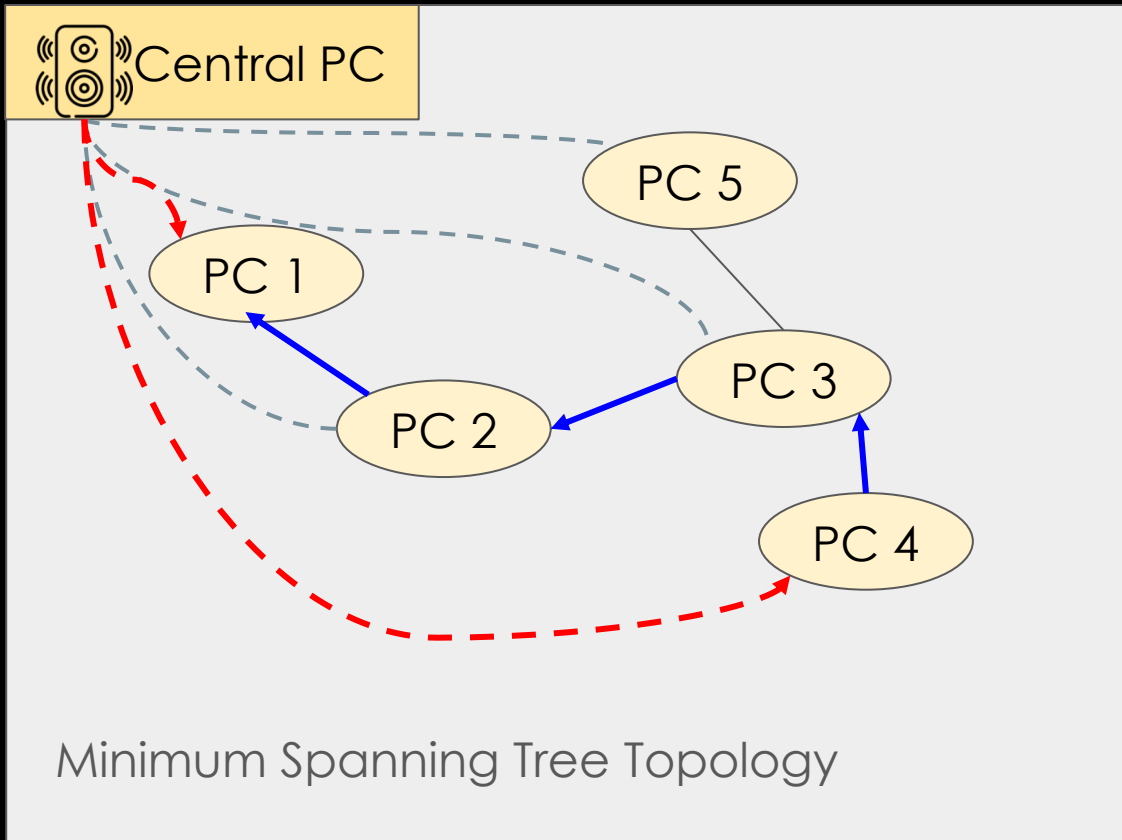 Central PC
PC 5
PC 1
PC 3
PC 2
PC 4
Minimum Spanning Tree Topology